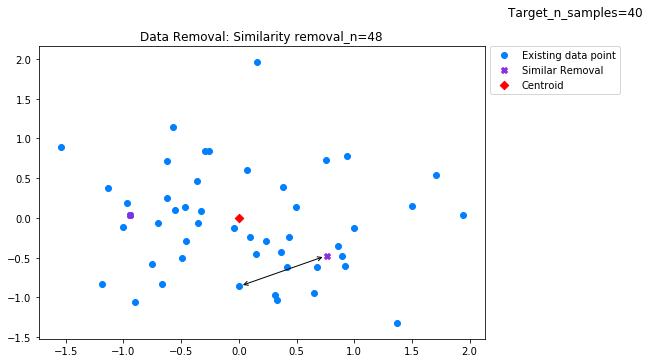 Target_n_samples=40
Data Removal: Similarity removal_n=48
Existing data point
Similar Removal
Centroid
2.0
1.5
1.0
0.5
0.0
−0.5
−1.0
−1.5
−1.5 −1.0 −0.5 0.0 0.5 1.0 1.5 2.0